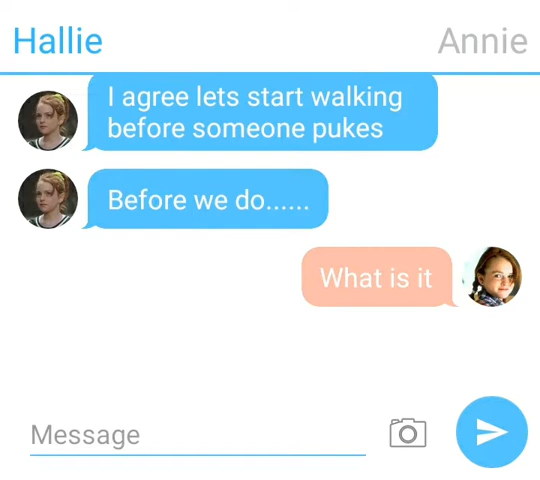 Hallie
Annie
I agree lets start walking
before someone pukes
Before we do......
What is it
Message